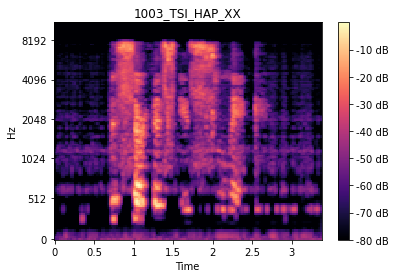 1003_TSI_HAP_XX
8192
4096
2048
1024
512
0
Hz
0 0.5 1 1.5 2 2.5 3
Time
-10 dB
-20 dB
-30 dB
-40 dB
-50 dB
-60 dB
-70 dB
-80 dB